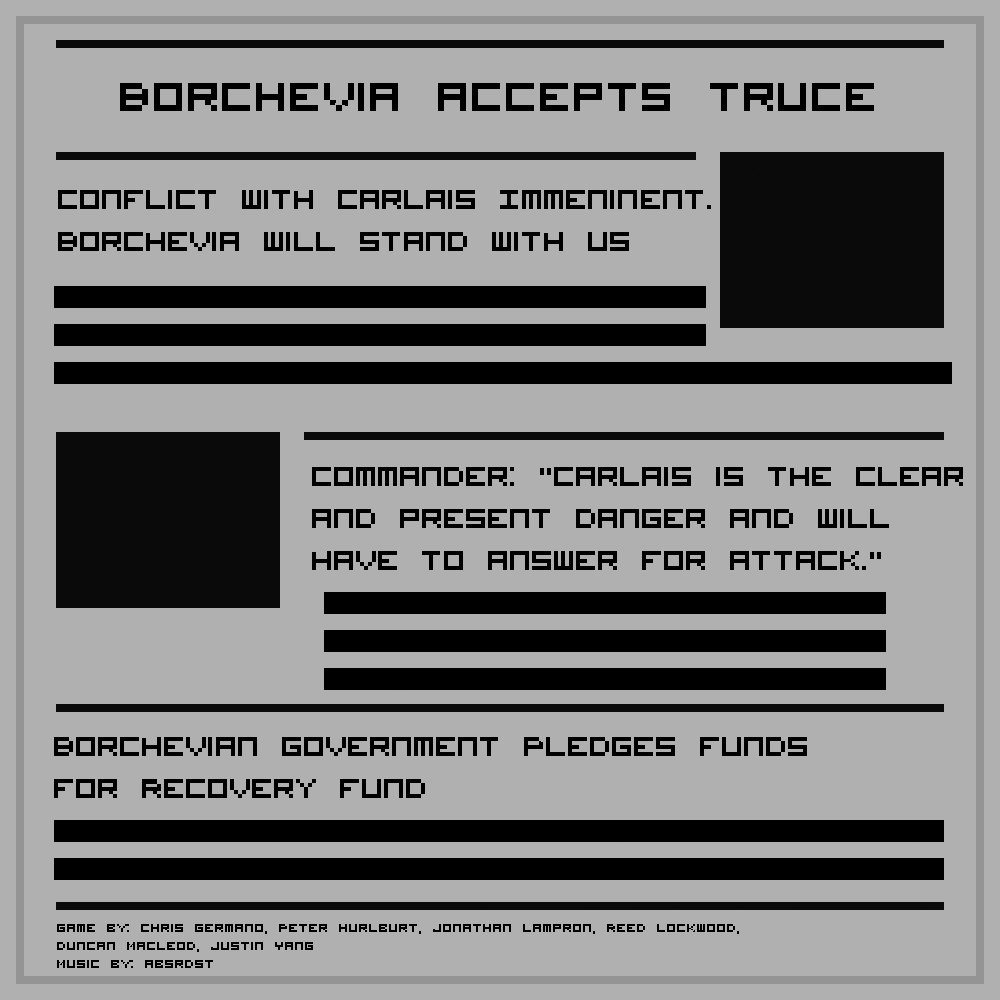 BORCHEVIA ACCEPTS TRUCE
CONFLICT WITH CARLAIS IMMENINENT.
BORCHEVIA WILL STAND WITH US
COMMANDER: "CARLAIS IS THE CLEAR
AND PRESENT DANGER AND WILL
HAVE TO ANSWER FOR ATTACK."
BORCHEVIAN GOVERNMENT PLEDGES FUNDS
FOR RECOVERY FUND
GAME BY: CHRIS GERMANO, PETER HURLBURT, JONATHAN LAMPRON, REED LOCKWOOD,
DUNCAN MACLEOD, JUSTIN YANG
MUSIC BY: ABSRDST